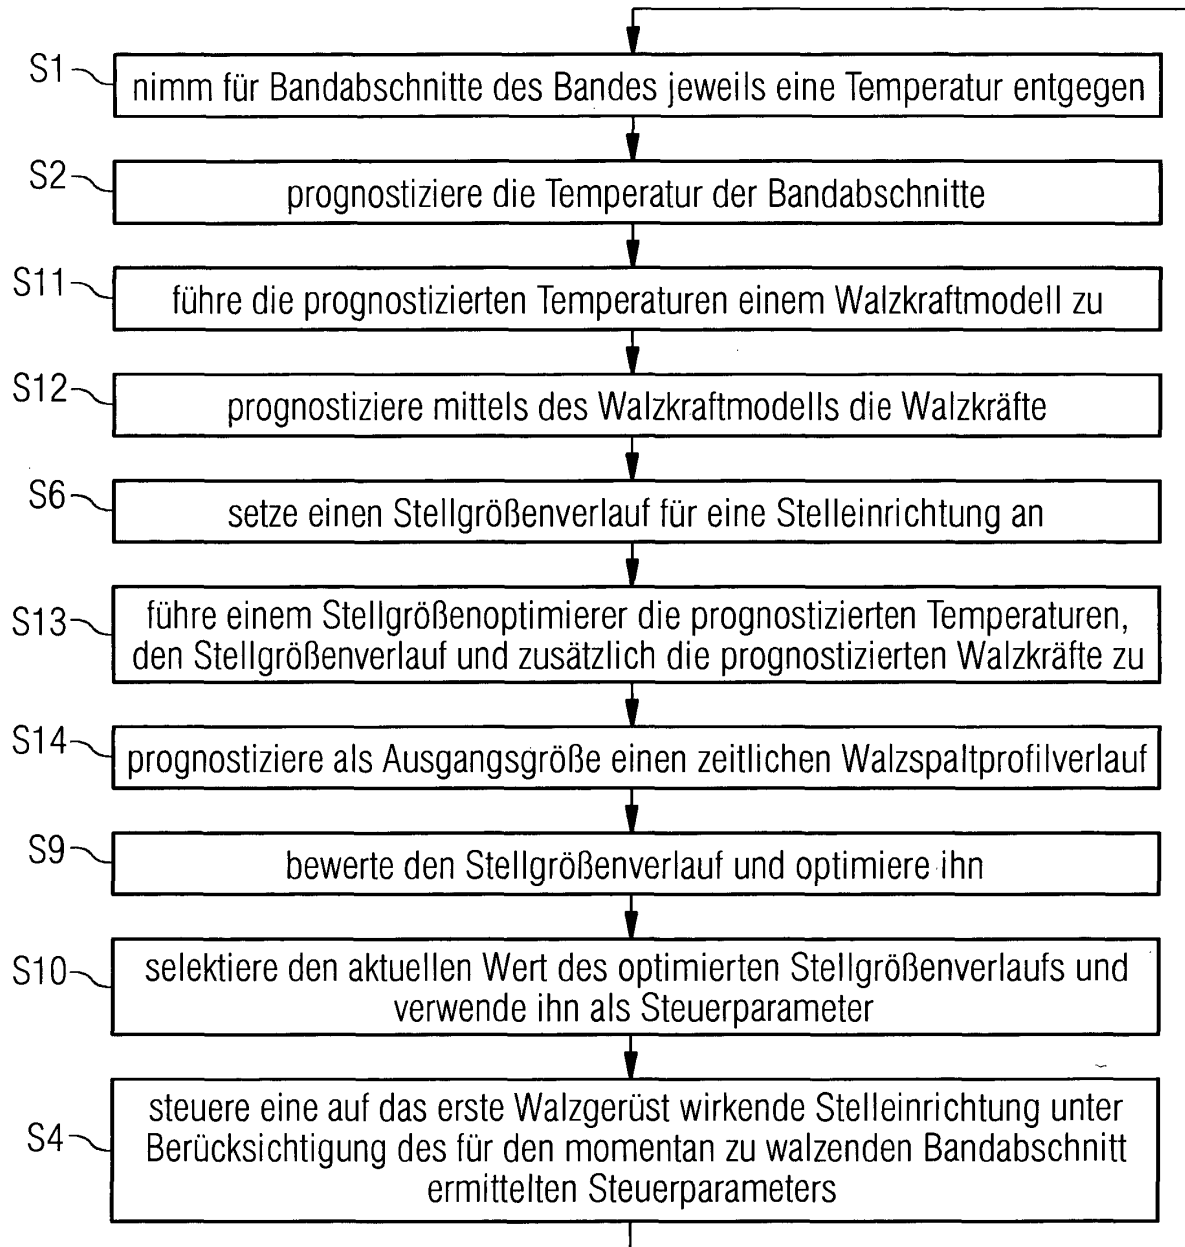 S1
nimm für Bandabschnitte des Bandes jeweils eine Temperatur entgegen
S2
prognostiziere die Temperatur der Bandabschnitte
S11
führe die prognostizierten Temperaturen einem Walzkraftmodell zu
S12
prognostiziere mittels des Walzkraftmodells die Walzkräfte
S6
setze einen Stellgrößenverlauf für eine Stelleinrichtung an
S13
führe einem Stellgrößenoptimierer die prognostizierten Temperaturen,
den Stellgrößenverlauf und zusätzlich die prognostizierten Walzkräfte zu
S14
prognostiziere als Ausgangsgröße einen zeitlichen Walzspaltprofilverlauf
S9
bewerte den Stellgrößenverlauf und optimiere ihn
S10
selektiere den aktuellen Wert des optimierten Stellgrößenverlaufs und
verwende ihn als Steuerparameter
S4
steuere eine auf das erste Walzgerüst wirkende Stelleinrichtung unter
Berücksichtigung des für den momentan zu walzenden Bandabschnitt
ermittelten Steuerparameters